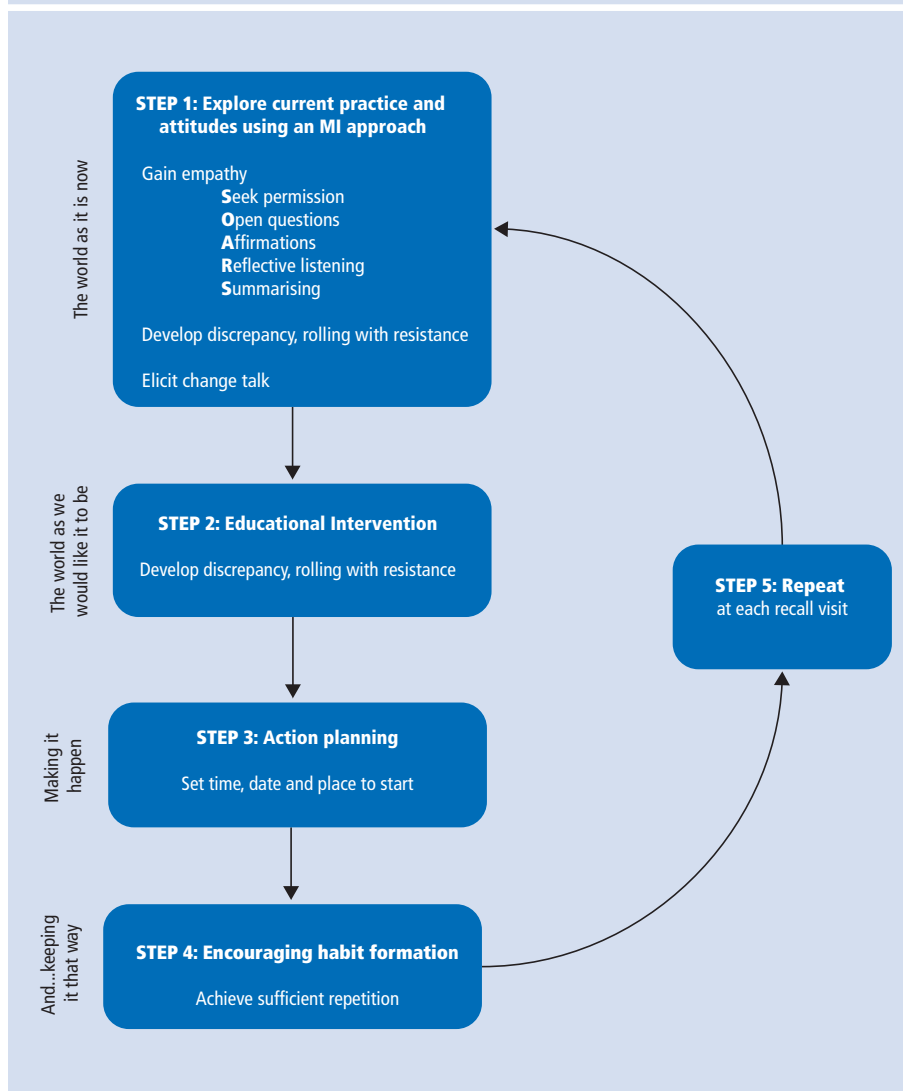 The world as it is now
STEP 1: Explore current practice and
attitudes using an MI approach
Gain empathy
Seek permission
Open questions
Affirmations
Reflective listening
Summarising
Develop discrepancy, rolling with resistance
Elicit change talk
The world as we
would like it to be
STEP 2: Educational Intervention
Develop discrepancy, rolling with resistance
STEP 5: Repeat
at each recall visit
Making it
happen
STEP 3: Action planning
Set time, date and place to start
And...keeping
it that way
STEP 4: Encouraging habit formation
Achieve sufficient repetition